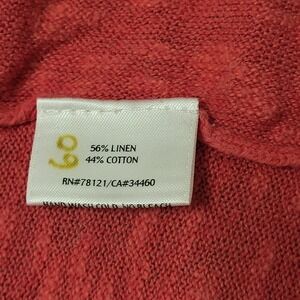 56% LINEN
44% COTTON
RN#78121/CA#34460
HAND WASH COLD, NO BLEACH